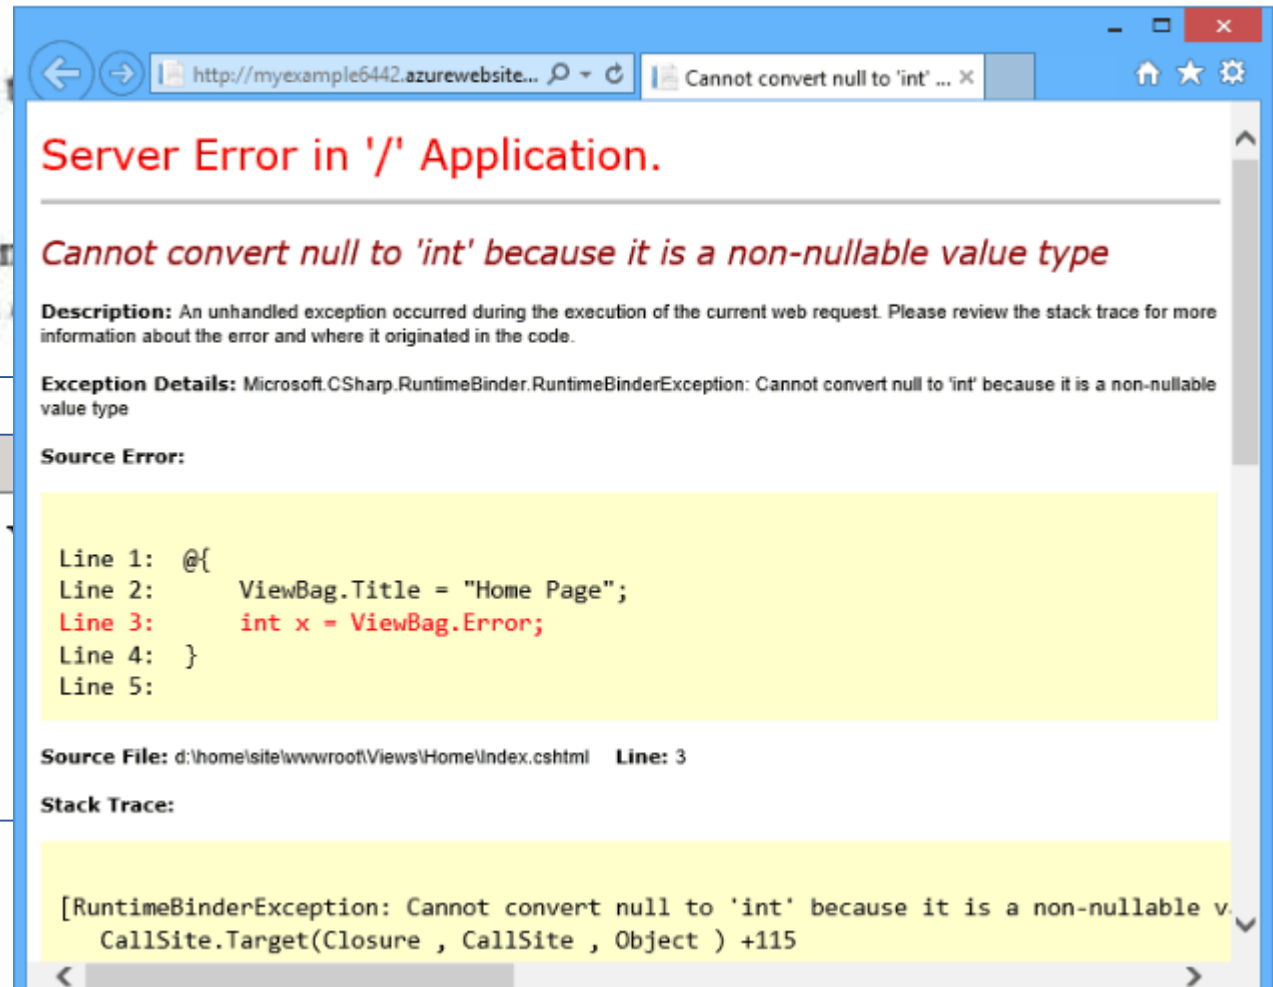 http://myexample6442.azurewebsite...
Cannot convert null to 'int' ...
Server Error in '/' Application.
Cannot convert null to 'int' because it is a non-nullable value type
Description: An unhandled exception occurred during the execution of the current web request. Please review the stack trace for more
information about the error and where it originated in the code.
Exception Details: Microsoft.CSharp.RuntimeBinder.RuntimeBinderException: Cannot convert null to 'int' because it is a non-nullable
value type
Source Error:
Line 1: @{
Line 2: ViewBag.Title = "Home Page";
Line 3: int x = ViewBag.Error;
Line 4: }
Line 5:
Source File: d:\home\site\wwwroot\Views\Home\Index.cshtml Line: 3
Stack Trace:
[RuntimeBinderException: Cannot convert null to 'int' because it is a non-nullable v
CallSite.Target(Closure , CallSite , Object ) +115